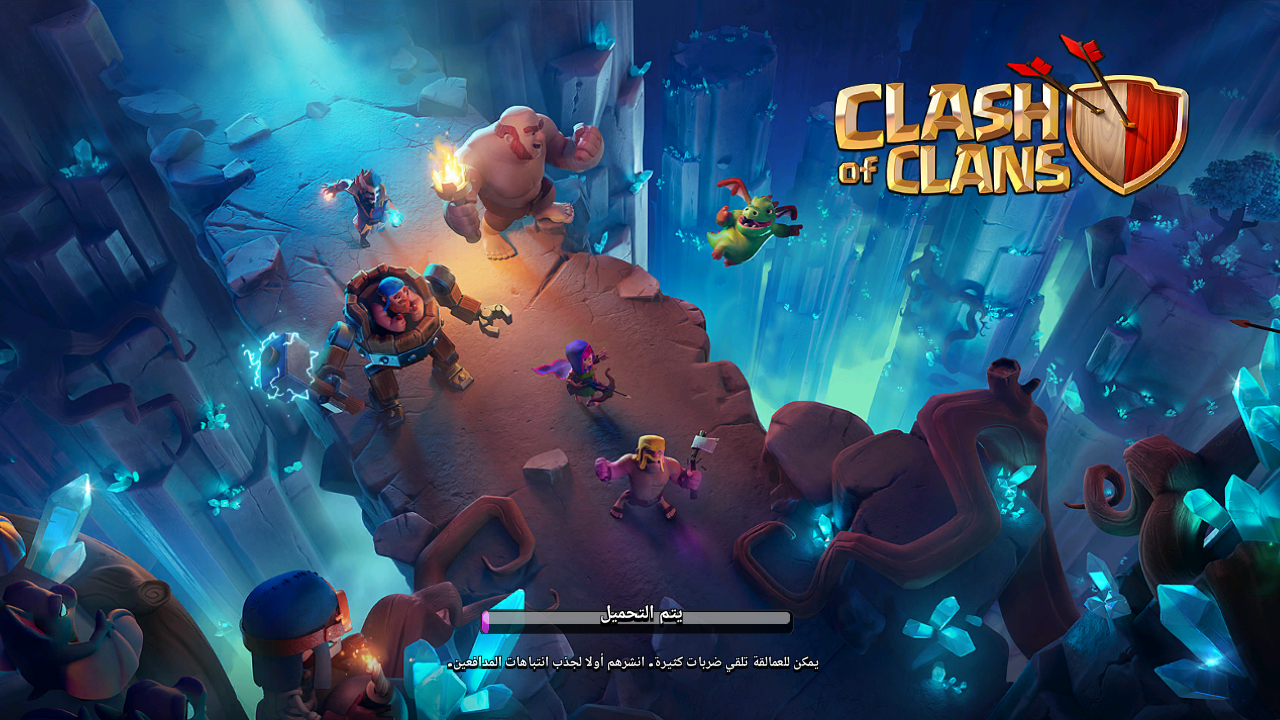 CLASH
of CLANS
يتم التحميل
يمكن للعمالقة تلقي ضربات كثيرة. انشرهم أولا لجذب انتباهات المدافعين.